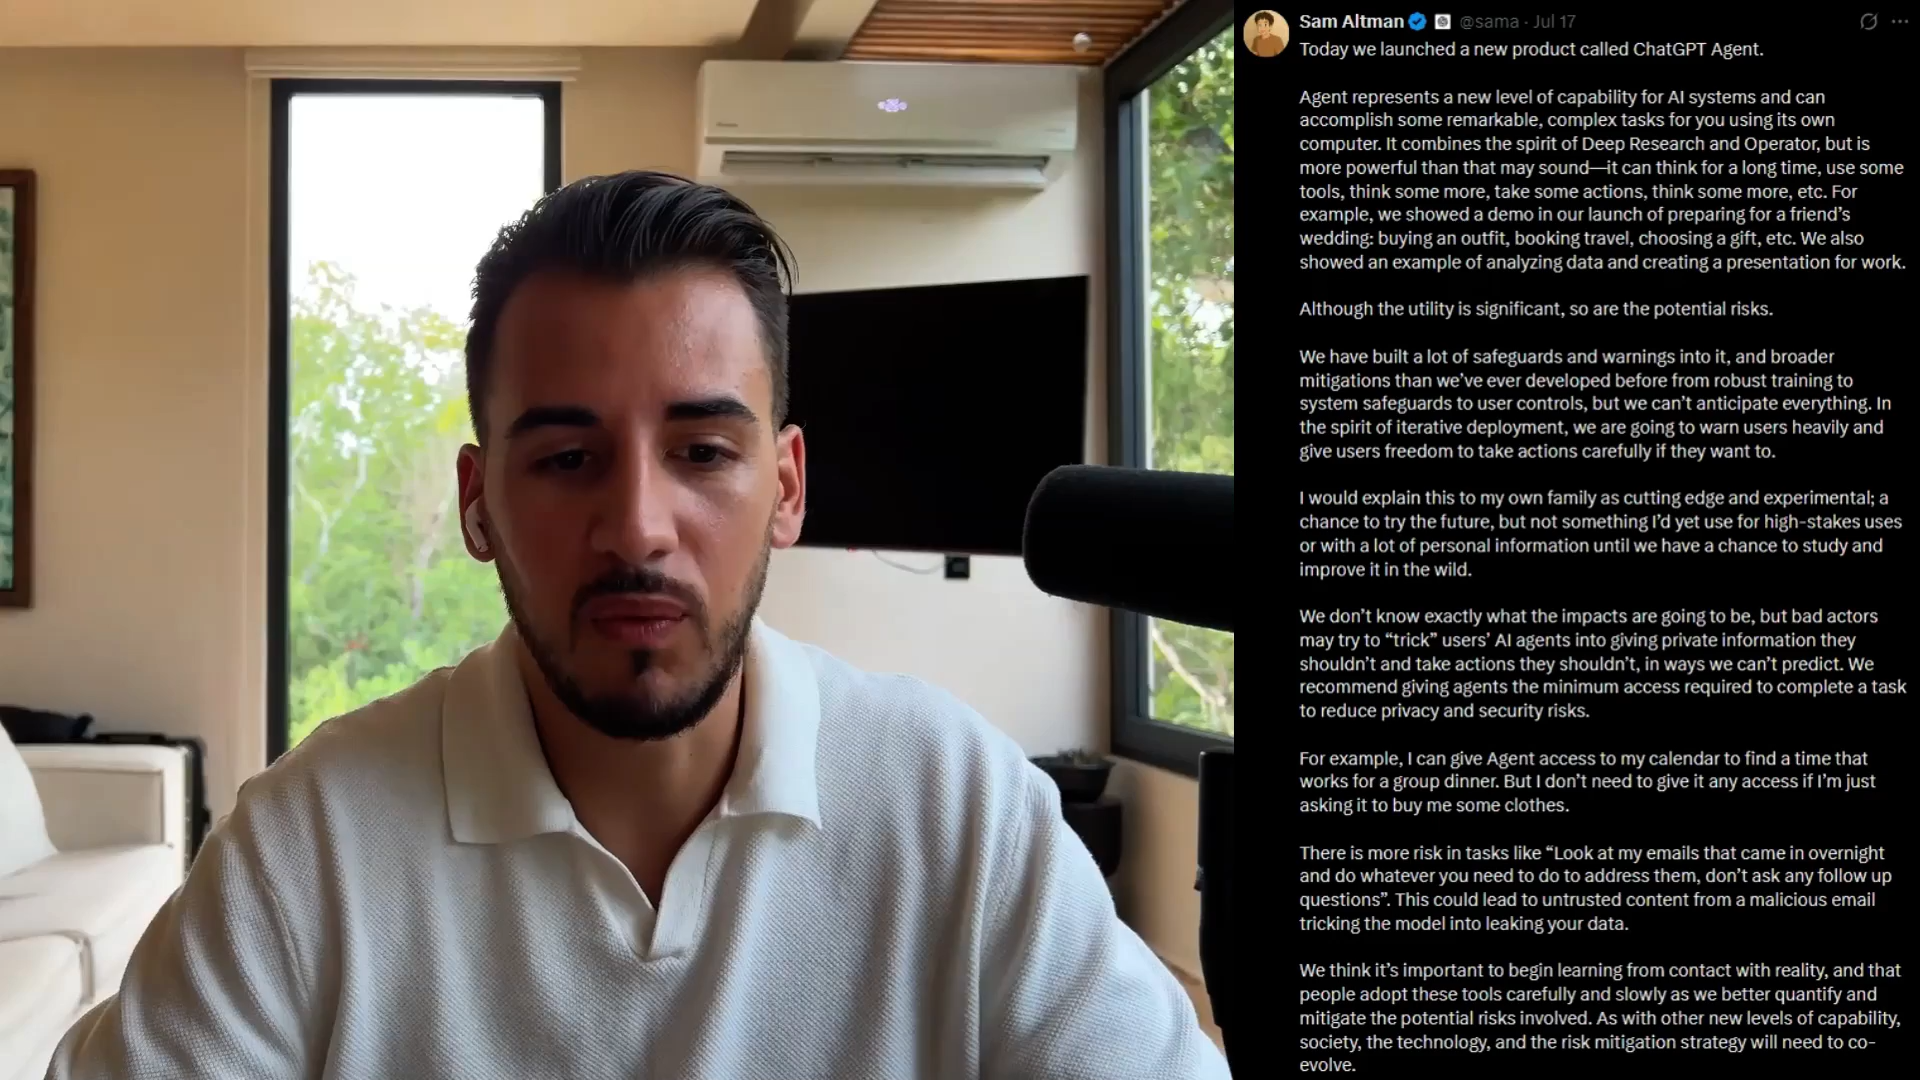 Sam Altman @sama · Jul 17
Today we launched a new product called ChatGPT Agent.
Agent represents a new level of capability for AI systems and can
accomplish some remarkable, complex tasks for you using its own
computer. It combines the spirit of Deep Research and Operator, but is
more powerful than that may sound—it can think for a long time, use some
tools, think some more, take some actions, think some more, etc. For
example, we showed a demo in our launch of preparing for a friend’s
wedding: buying an outfit, booking travel, choosing a gift, etc. We also
showed an example of analyzing data and creating a presentation for work.
Although the utility is significant, so are the potential risks.
We have built a lot of safeguards and warnings into it, and broader
mitigations than we’ve ever developed before from robust training to
system safeguards to user controls, but we can’t anticipate everything. In
the spirit of iterative deployment, we are going to warn users heavily and
give users freedom to take actions carefully if they want to.
I would explain this to my own family as cutting edge and experimental; a
chance to try the future, but not something I’d yet use for high-stakes uses
or with a lot of personal information until we have a chance to study and
improve it in the wild.
We don’t know exactly what the impacts are going to be, but bad actors
may try to “trick” users’ AI agents into giving private information they
shouldn’t and take actions they shouldn’t, in ways we can’t predict. We
recommend giving agents the minimum access required to complete a task
to reduce privacy and security risks.
For example, I can give Agent access to my calendar to find a time that
works for a group dinner. But I don’t need to give it any access if I’m just
asking it to buy me some clothes.
There is more risk in tasks like “Look at my emails that came in overnight
and do whatever you need to do to address them, don’t ask any follow up
questions”. This could lead to untrusted content from a malicious email
tricking the model into leaking your data.
We think it’s important to begin learning from contact with reality, and that
people adopt these tools carefully and slowly as we better quantify and
mitigate the potential risks involved. As with other new levels of capability,
society, the technology, and the risk mitigation strategy will need to co-
evolve.